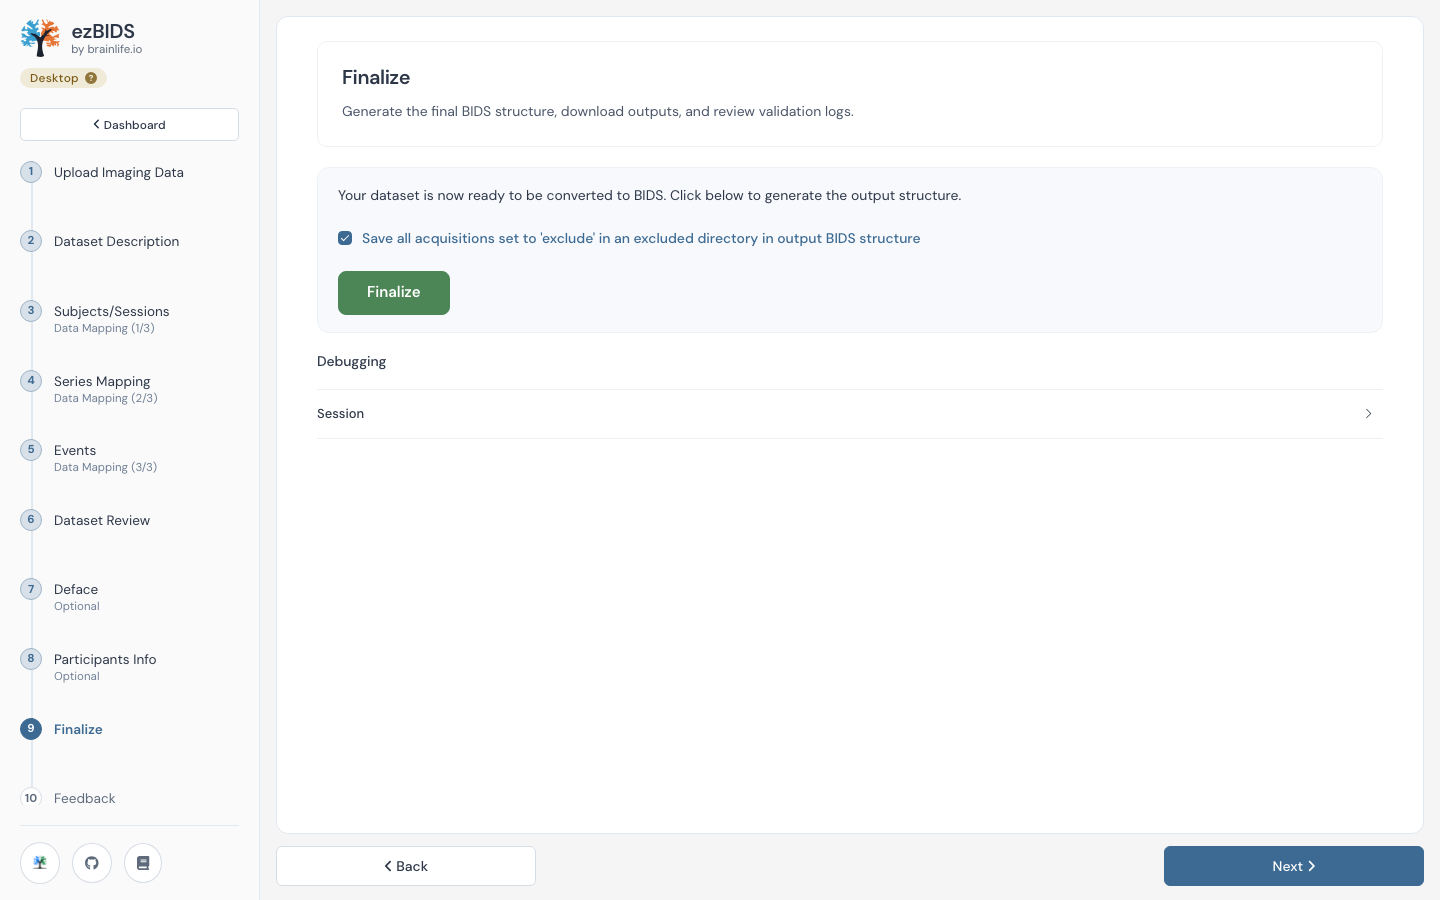 ezBIDS
by brainlife.io
Desktop ?
Dashboard
1 Upload Imaging Data
2 Dataset Description
3 Subjects/Sessions
Data Mapping (1/3)
4 Series Mapping
Data Mapping (2/3)
5 Events
Data Mapping (3/3)
6 Dataset Review
7 Deface
Optional
8 Participants Info
Optional
9 Finalize
10 Feedback
Finalize
Generate the final BIDS structure, download outputs, and review validation logs.
Your dataset is now ready to be converted to BIDS. Click below to generate the output structure.
Save all acquisitions set to 'exclude' in an excluded directory in output BIDS structure
Finalize
Debugging
Session
Back
Next